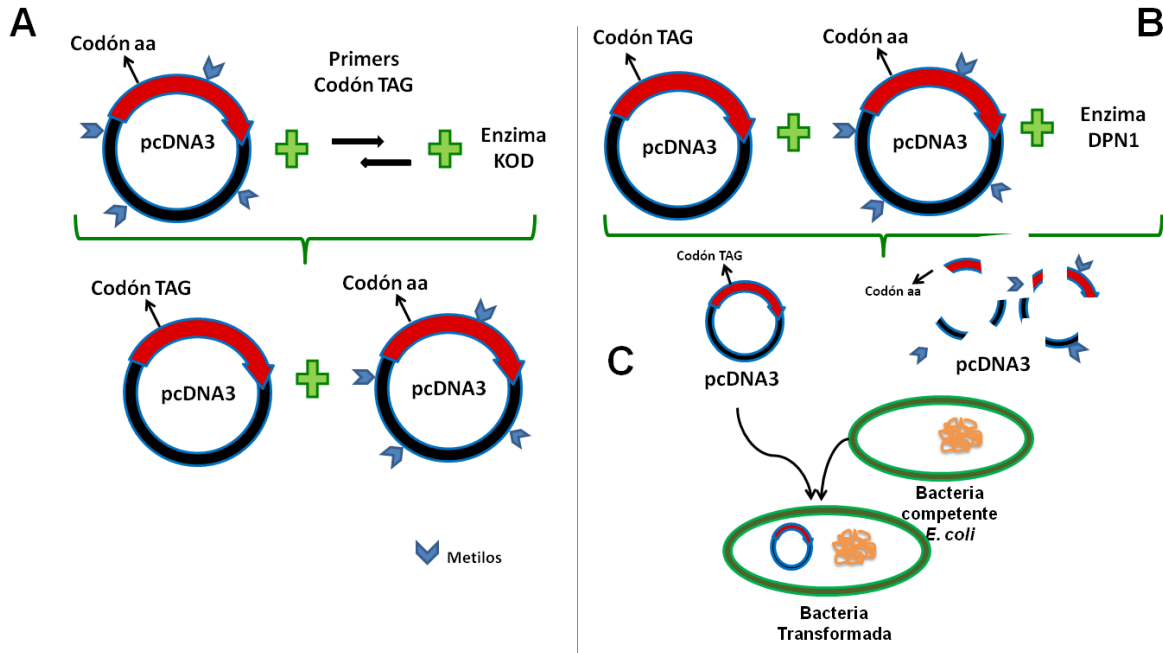 A
Codón aa
pcDNA3
Primers
Codón TAG
Enzima
KOD
Codón TAG
pcDNA3
Codón aa
pcDNA3
Metilos
B
Codón TAG
pcDNA3
Codón aa
pcDNA3
Enzima
DPN1
Codón TAG
pcDNA3
Codón aa
pcDNA3
C
Bacteria
competente
E. coli
Bacteria
Transformada